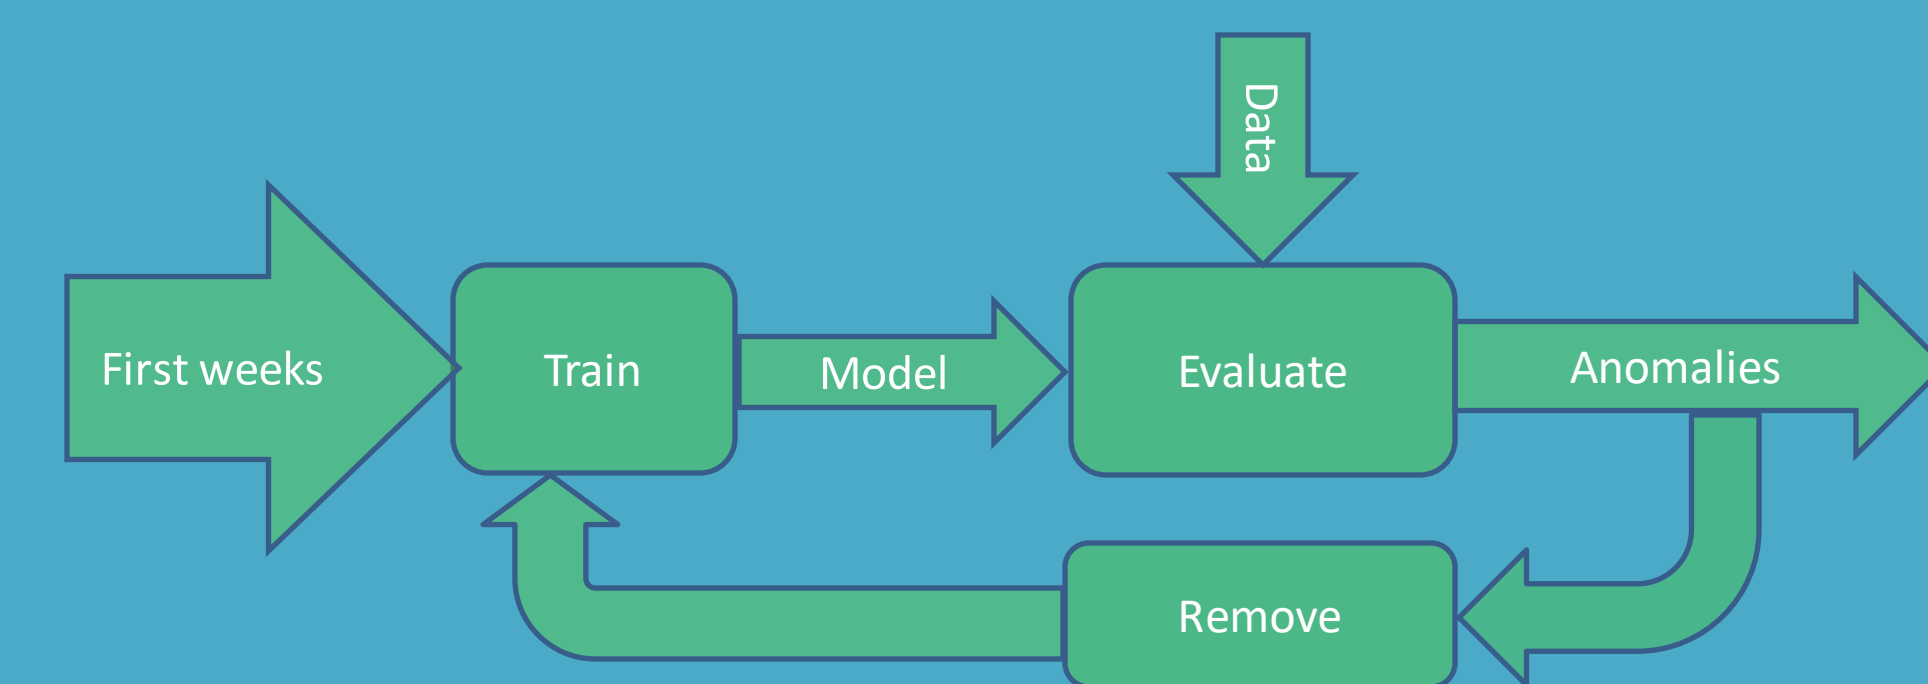 Data
First weeks
Train
Model
Evaluate
Anomalies
Remove